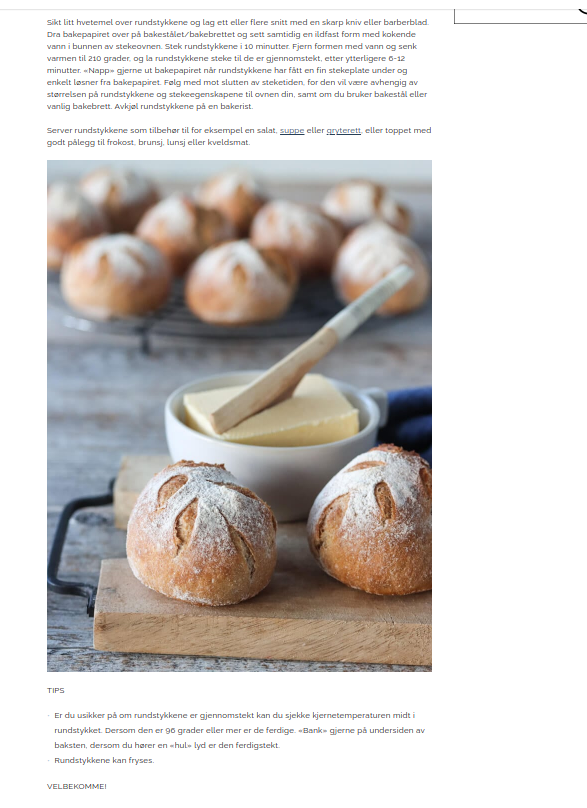 Sikt litt hvetemel over rundstykkene og lag ett eller flere snitt med en skarp kniv eller barberblad.
Dra bakepapiret over på bakestålet/bakebrettet og sett samtidig en ildfast form med kokende
vann i bunnen av stekeovnen. Stek rundstykkene i 10 minutter. Fjern formen med vann og senk
varmen til 210 grader, og la rundstykkene steke til de er gjennomstekt, etter ytterligere 6-12
minutter. «Napp» gjerne ut bakepapiret når rundstykkene har fått en fin stekeplate under og
enkelt løsner fra bakepapiret. Følg med mot slutten av steketiden, for den vil være avhengig av
størrelsen på rundstykkene og stekeegenskapene til ovnen din, samt om du bruker bakestål eller
vanlig bakebrett. Avkjøl rundstykkene på en bakerist.
Server rundstykkene som tilbehør til for eksempel en salat, suppe eller gryterett, eller toppet med
godt pålegg til frokost, brunsj, lunsj eller kveldsmat.
TIPS
· Er du usikker på om rundstykkene er gjennomstekt kan du sjekke kjernetemperaturen midt i
rundstykket. Dersom den er 96 grader eller mer er de ferdige. «Bank» gjerne på undersiden av
baksten, dersom du hører en «hul» lyd er den ferdigstekt.
· Rundstykkene kan fryses.
VELBEKOMME!